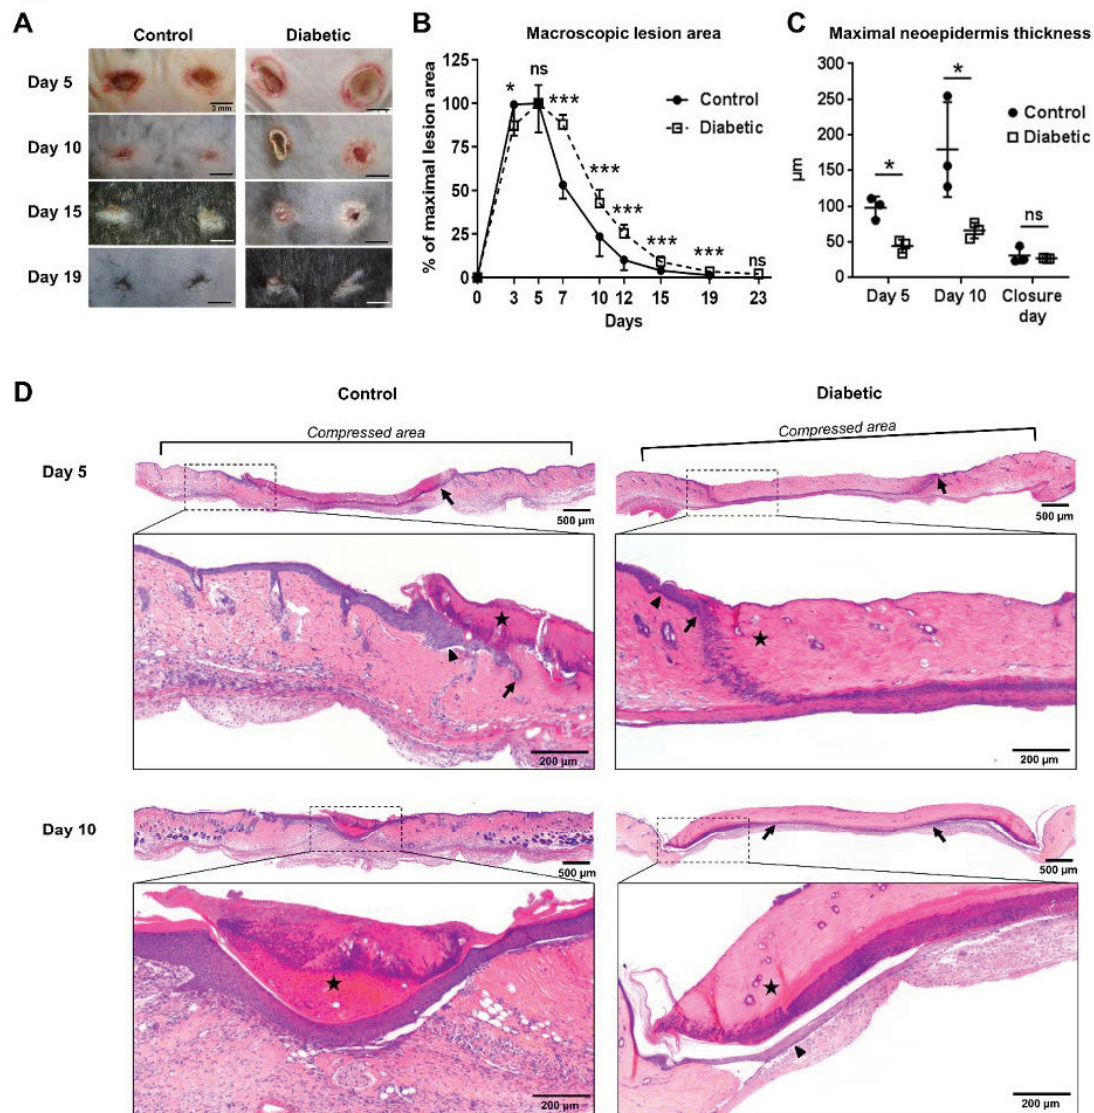 A
Control
Diabetic
Day 5
3 mm
Day 10
Day 15
Day 19
B
Macroscopic lesion area
% of maximal lesion area
125
100
75
50
25
0
* ns *** *** *** *** *** ns
Control
Diabetic
0 3 5 7 10 12 15 19 23
Days
C
Maximal neoepidermis thickness
µm
300
250
200
150
100
50
0
* * ns
Control
Diabetic
Day 5 Day 10 Closure day
D
Control
Diabetic
Compressed area
Compressed area
Day 5
500 µm
500 µm
200 µm
200 µm
Day 10
500 µm
500 µm
200 µm
200 µm